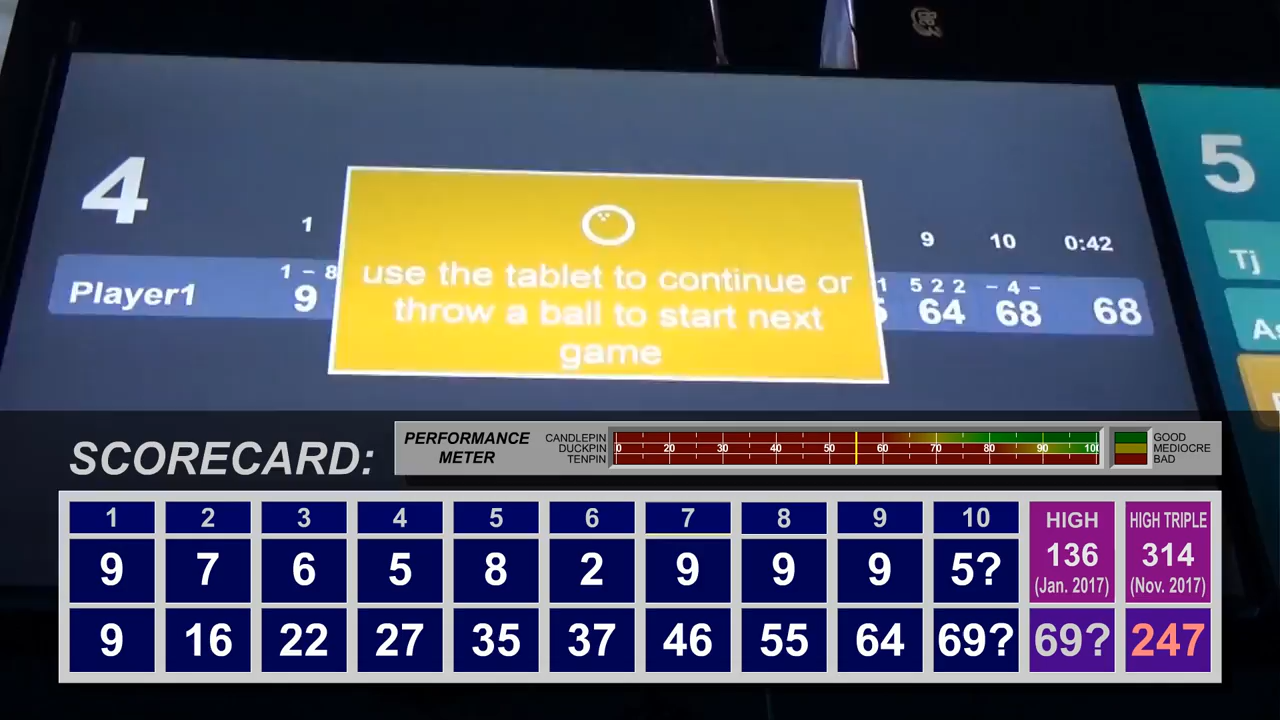 4
5
1
9
10
0:42
Tj
Player1
1 - 8
9
1 5 2 2
64
- 4 -
68
68
use the tablet to continue or
throw a ball to start next
game
SCORECARD:
PERFORMANCE
METER
CANDLEPIN
DUCKPIN
TENPIN
0 20 30 40 50 60 70 80 90 100
GOOD
MEDIOCRE
BAD
1 2 3 4 5 6 7 8 9 10 HIGH HIGH TRIPLE
9 7 6 5 8 2 9 9 9 5? 136 314
(Jan. 2017) (Nov. 2017)
9 16 22 27 35 37 46 55 64 69? 69? 247